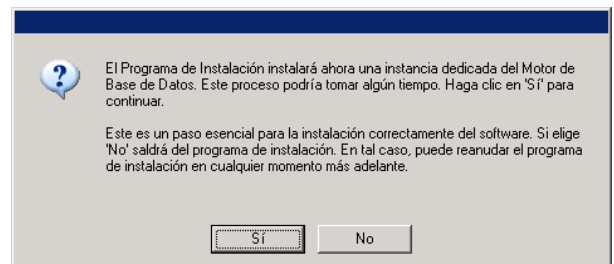 El Programa de Instalación instalará ahora una instancia dedicada del Motor de
Base de Datos. Este proceso podría tomar algún tiempo. Haga clic en 'Sí' para
continuar.
Este es un paso esencial para la instalación correctamente del software. Si elige
'No' saldrá del programa de instalación. En tal caso, puede reanudar el programa
de instalación en cualquier momento más adelante.
Sí No